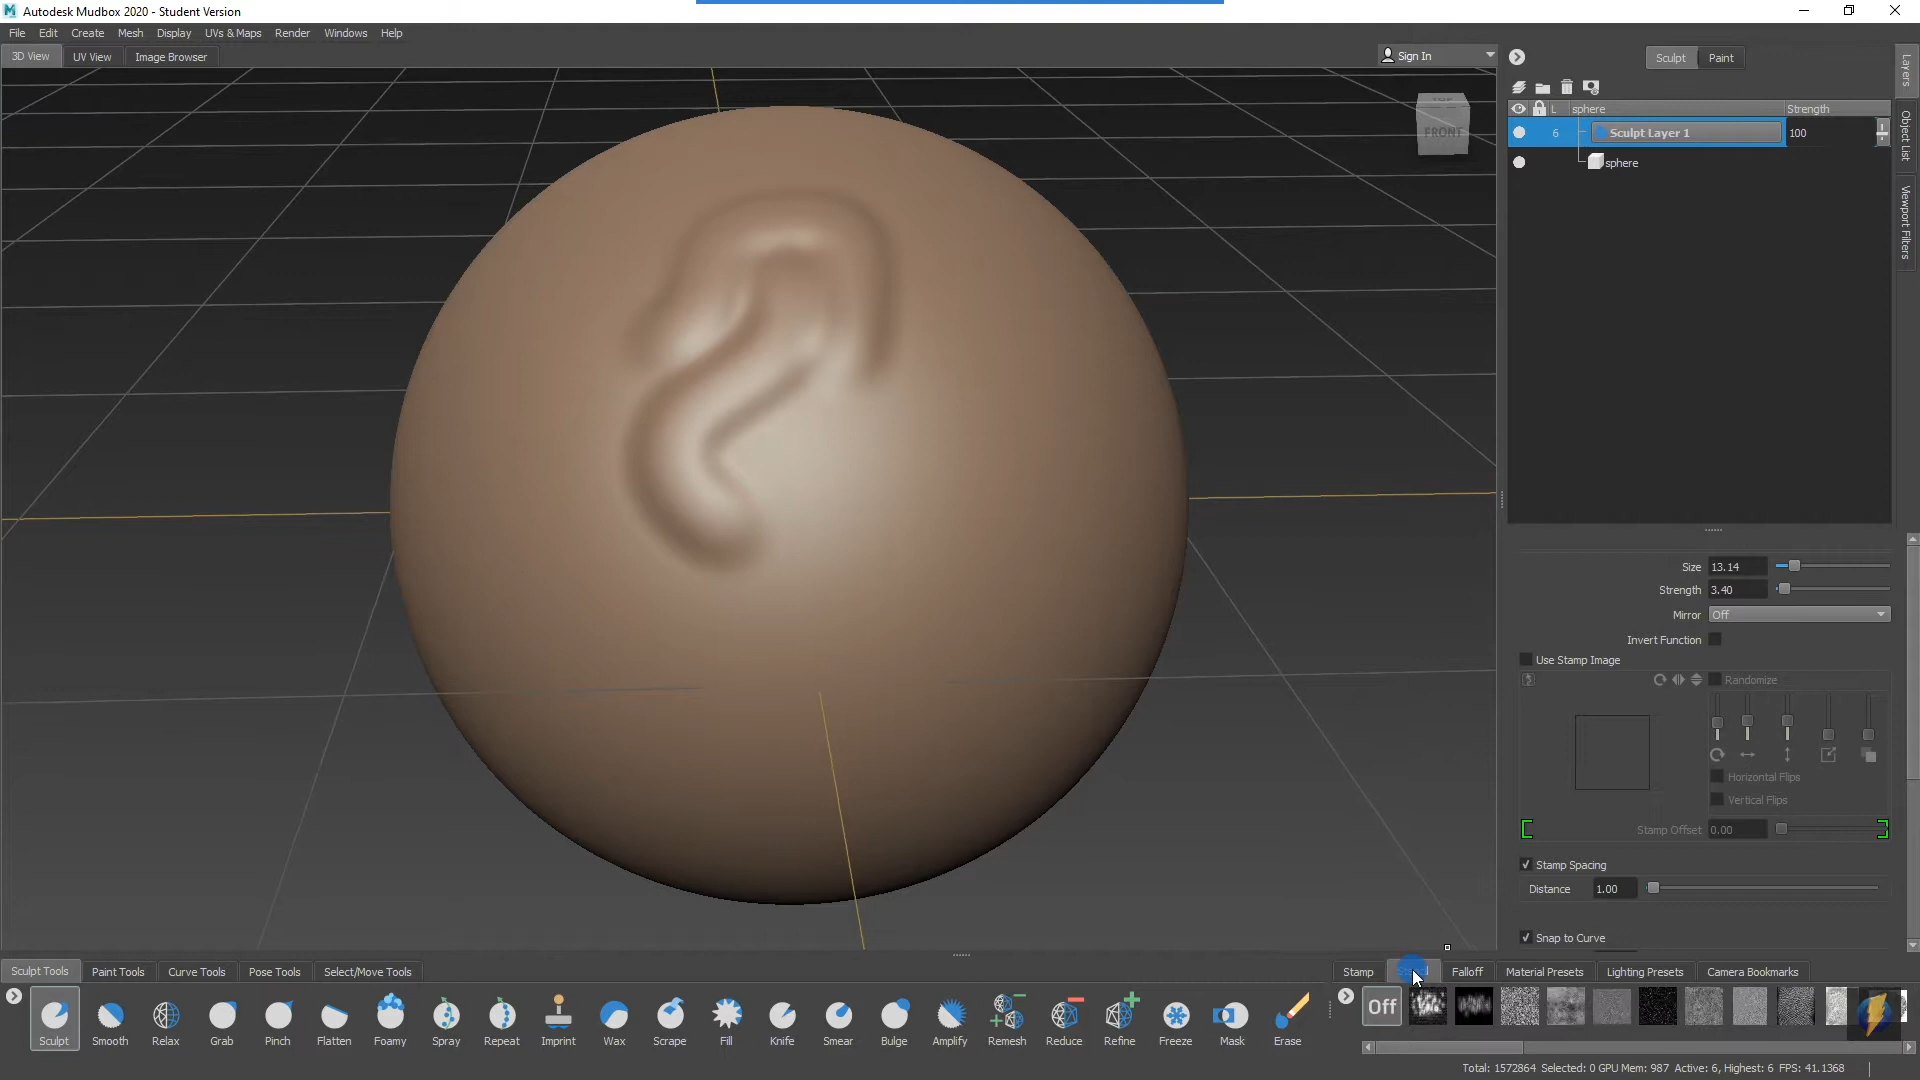 Autodesk Mudbox 2020 - Student Version
File Edit Create Mesh Display UVs & Maps Render Windows Help
3D View UV View Image Browser
Sign In
Sculpt Paint
L sphere Strength
6 Sculpt Layer 1 100
sphere
Layers
Object List
Viewport Filters
FRONT
Size 13.14
Strength 3.40
Mirror Off
Invert Function
Use Stamp Image
Randomize
Horizontal Flips
Vertical Flips
Stamp Offset 0.00
Stamp Spacing
Distance 1.00
Snap to Curve
Sculpt Tools Paint Tools Curve Tools Pose Tools Select/Move Tools
Stamp Falloff Material Presets Lighting Presets Camera Bookmarks
Off
Sculpt Smooth Relax Grab Pinch Flatten Foamy Spray Repeat Imprint Wax Scrape Fill Knife Smear Bulge Amplify Remesh Reduce Refine Freeze Mask Erase
Total: 1572864 Selected: 0 GPU Mem: 987 Active: 6, Highest: 6 FPS: 41.1368